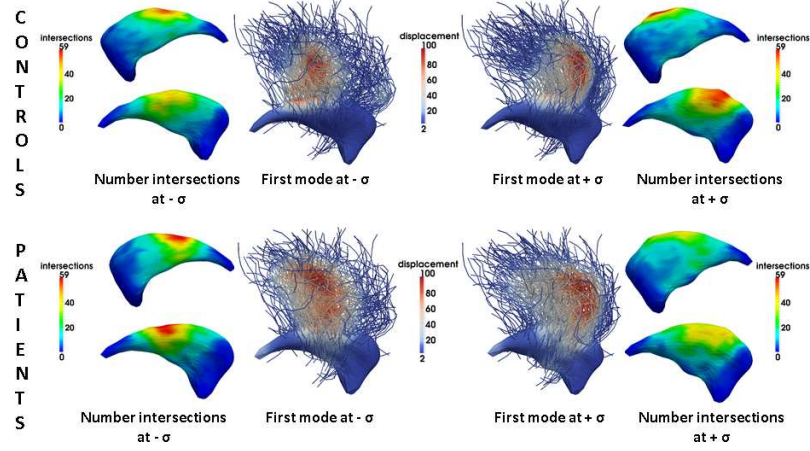 CONTROLS
intersections
59
40
20
0
displacement
100
80
60
40
20
2
intersections
59
40
20
0
Number intersections
at - σ
First mode at - σ
First mode at + σ
Number intersections
at + σ
PATIENTS
intersections
59
40
20
0
displacement
100
80
60
40
20
2
intersections
59
40
20
0
Number intersections
at - σ
First mode at - σ
First mode at + σ
Number intersections
at + σ